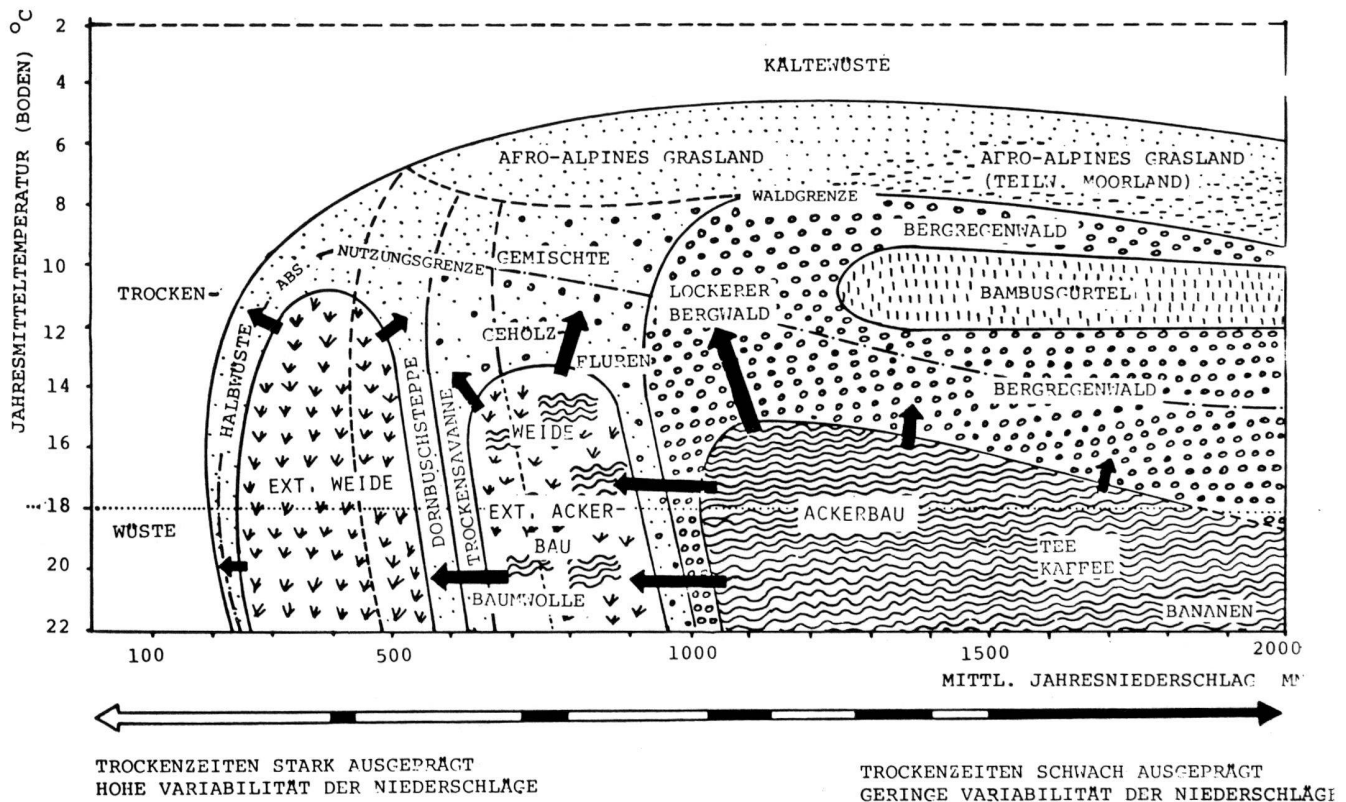 °C
2
4
6
8
10
12
14
16
18
20
22
JAHRESMITTELTEMPERATUR (BODEN)
KÄLTEWÜSTE
AFRO-ALPINES GRASLAND
AFRO-ALPINES GRASLAND
(TEILW. MOORLAND)
WALDGRENZE
BERGREGENWALD
ABS. NUTZUNGSGRENZE
GEMISCHTE
GEHÖLZ-
FLUREN
TROCKEN-
WÜSTE
LOCKERER
BERGWALD
BAMBUSGÜRTEL
BERGREGENWALD
HALBWÜSTE
EXT. WEIDE
DORNBUSCHSTEPPE
TROCKENSAVANNE
WEIDE
EXT. ACKER-
BAU
BAUMWOLLE
ACKERBAU
TEE
KAFFEE
BANANEN
100
500
1000
1500
2000
MITTL. JAHRESNIEDERSCHLAG MM
TROCKENZEITEN STARK AUSGEPRÄGT
HOHE VARIABILITÄT DER NIEDERSCHLÄGE
TROCKENZEITEN SCHWACH AUSGEPRÄGT
GERINGE VARIABILITÄT DER NIEDERSCHLÄGE